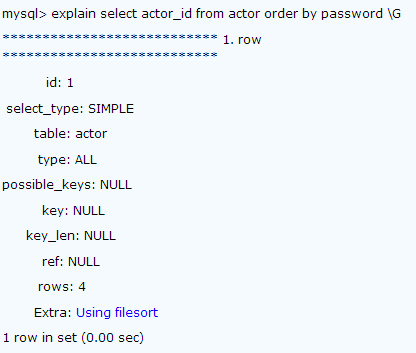 mysql> explain select actor_id from actor order by password \G
*************************** 1. row
***************************
id: 1
select_type: SIMPLE
table: actor
type: ALL
possible_keys: NULL
key: NULL
key_len: NULL
ref: NULL
rows: 4
Extra: Using filesort
1 row in set (0.00 sec)